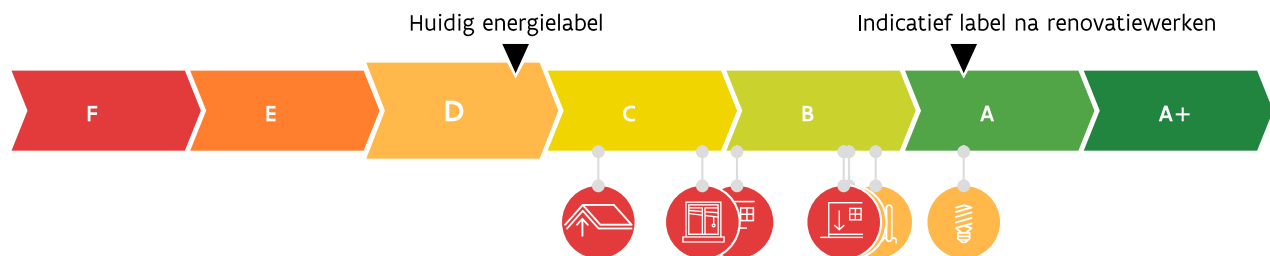 Huidig energielabel Indicatief label na renovatiewerken
F E D C B A A+